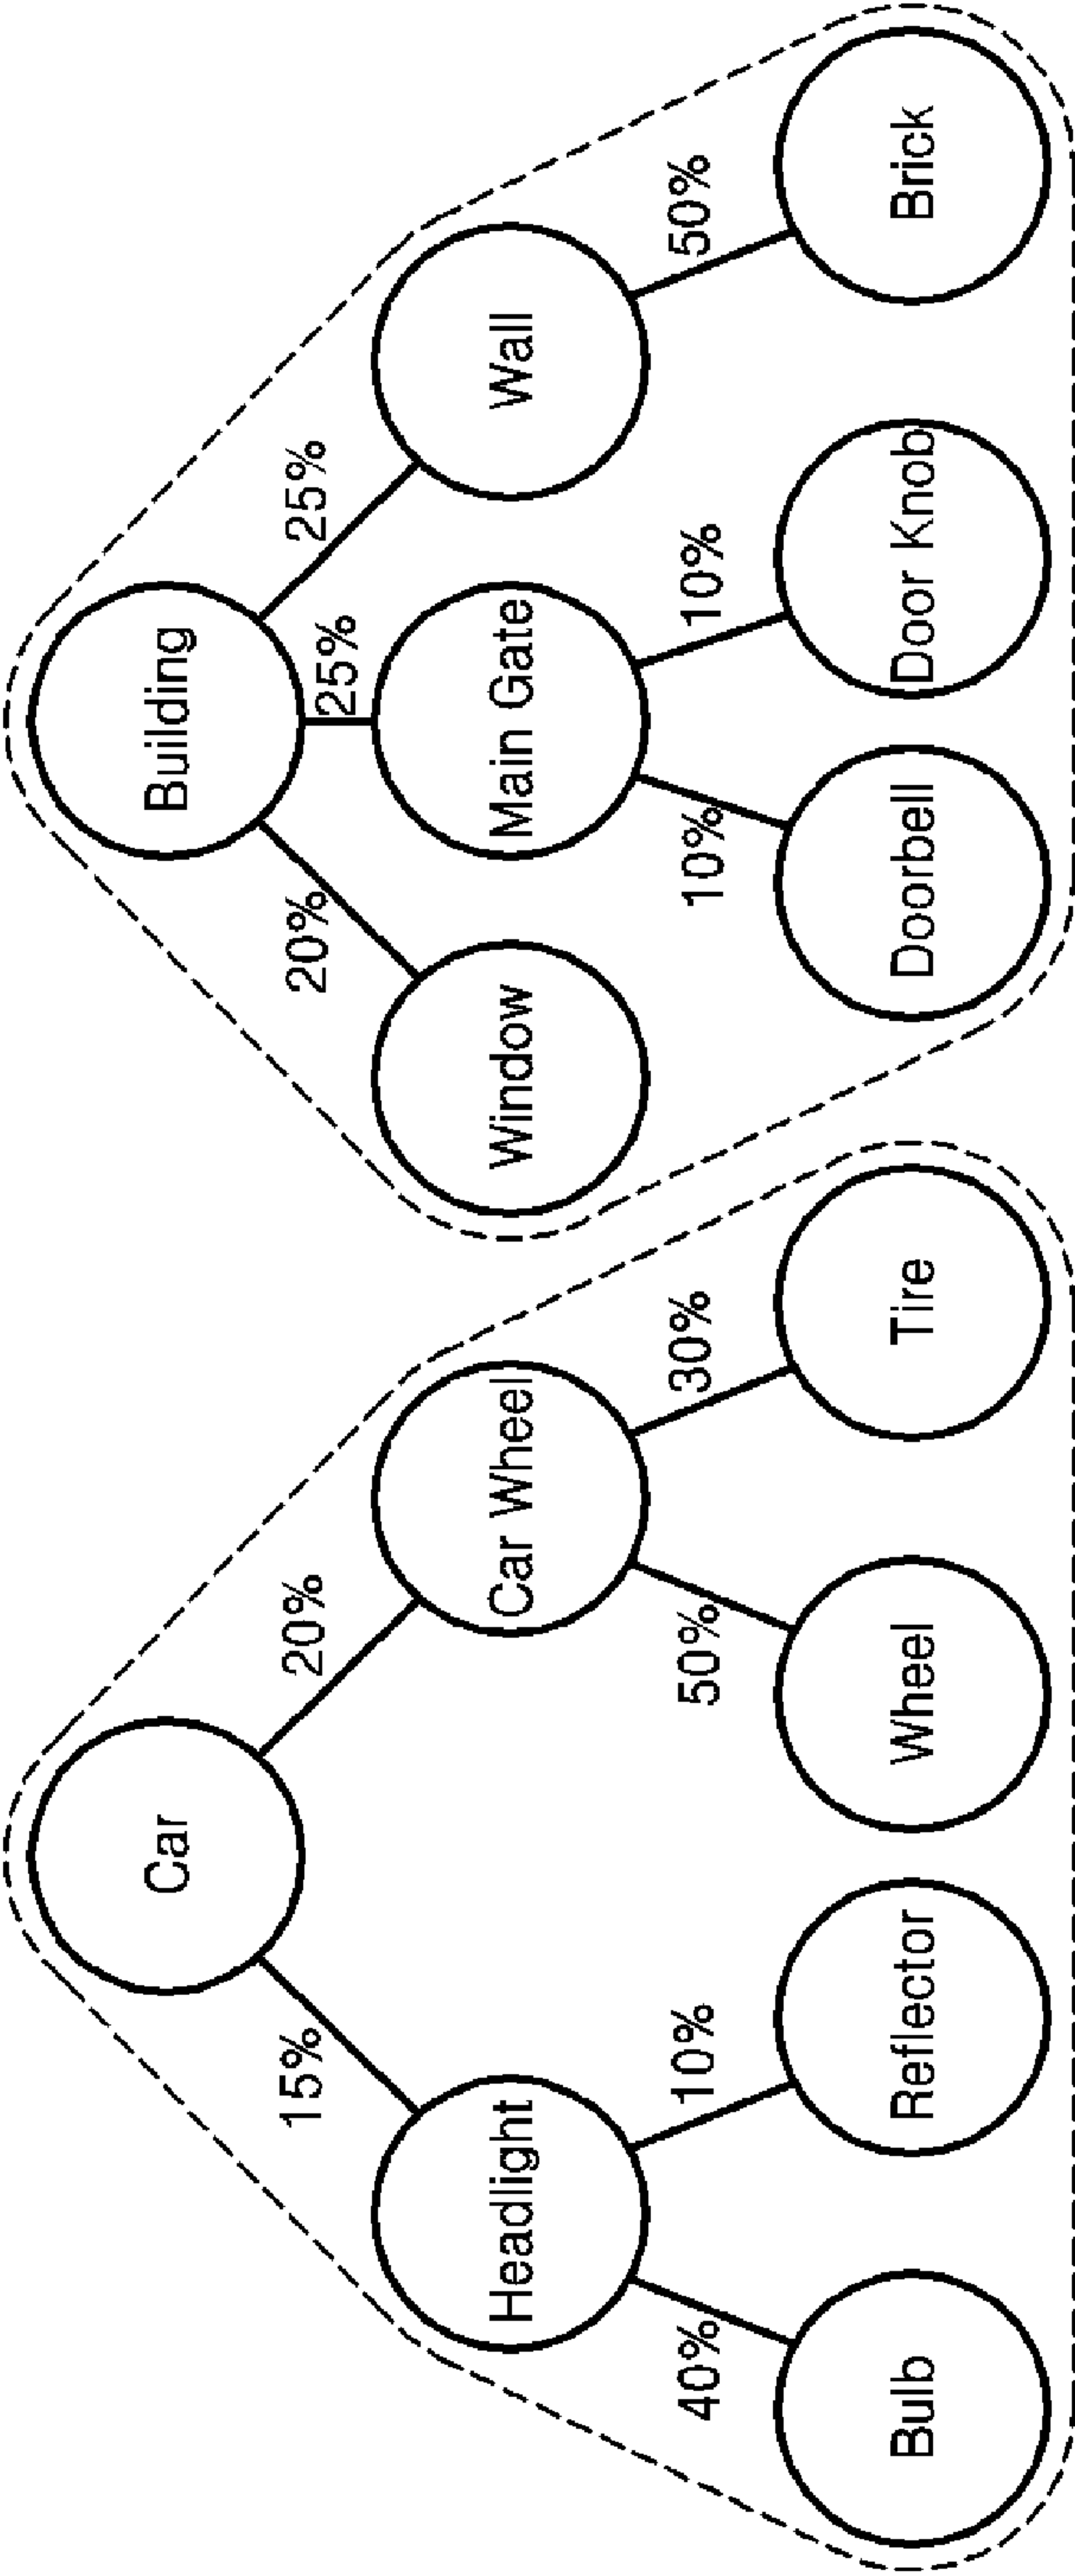 Car
Building
15%
20%
20%
25%
25%
Headlight
Car Wheel
Window
Main Gate
Wall
40%
10%
50%
30%
10%
10%
50%
Bulb
Reflector
Wheel
Tire
Doorbell
Door Knob
Brick